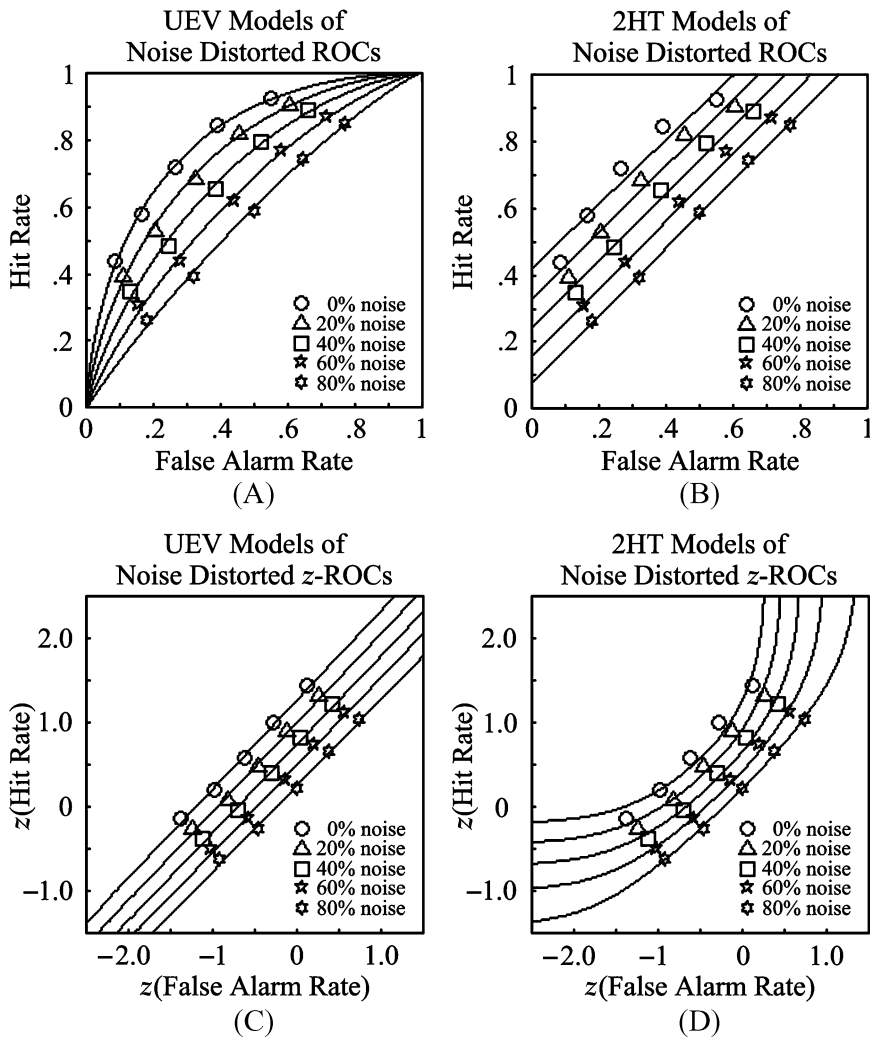 UEV Models of
Noise Distorted ROCs
1
.8
.6
.4
.2
0
Hit Rate
0% noise
20% noise
40% noise
60% noise
80% noise
0 .2 .4 .6 .8 1
False Alarm Rate
(A)
2HT Models of
Noise Distorted ROCs
1
.8
.6
.4
.2
0
Hit Rate
0% noise
20% noise
40% noise
60% noise
80% noise
0 .2 .4 .6 .8 1
False Alarm Rate
(B)
UEV Models of
Noise Distorted z-ROCs
2.0
1.0
0
−1.0
z(Hit Rate)
0% noise
20% noise
40% noise
60% noise
80% noise
−2.0 −1 0 1.0
z(False Alarm Rate)
(C)
2HT Models of
Noise Distorted z-ROCs
2.0
1.0
0
−1.0
z(Hit Rate)
0% noise
20% noise
40% noise
60% noise
80% noise
−2.0 −1 0 1.0
z(False Alarm Rate)
(D)